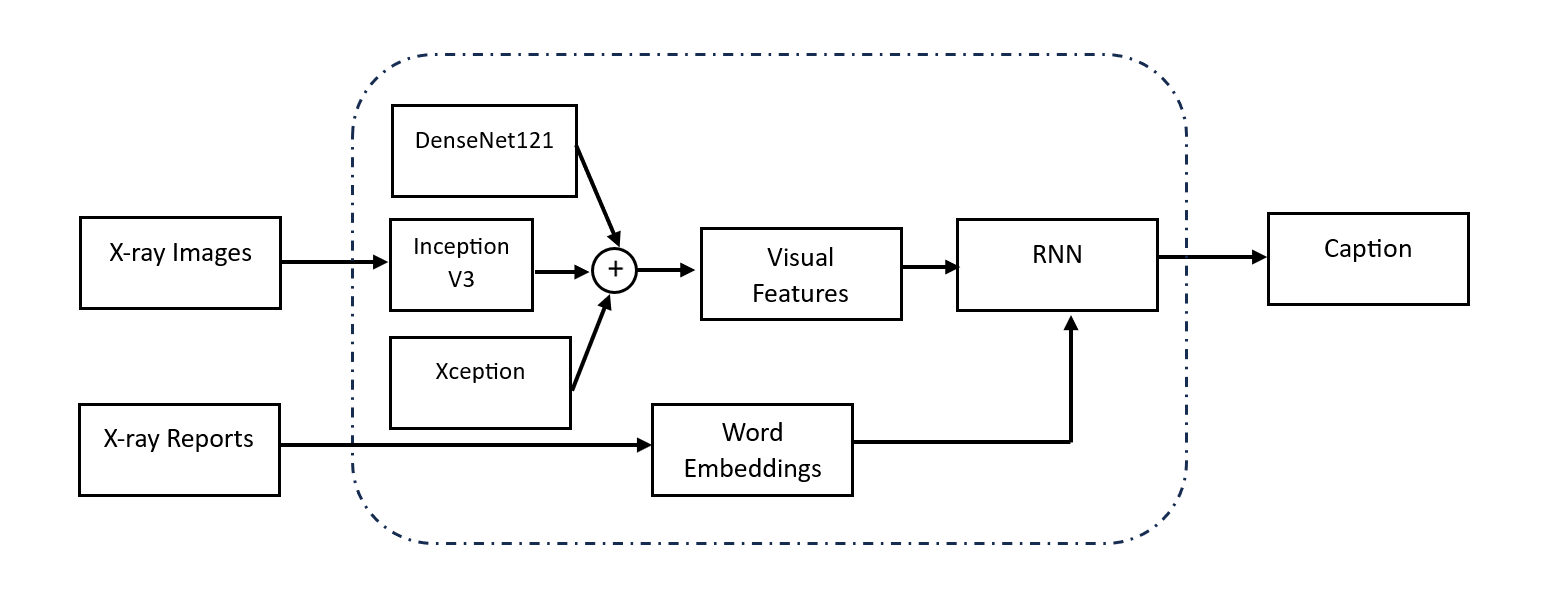 DenseNet121
X-ray Images
Inception
V3
+
Visual
Features
RNN
Caption
Xception
X-ray Reports
Word
Embeddings